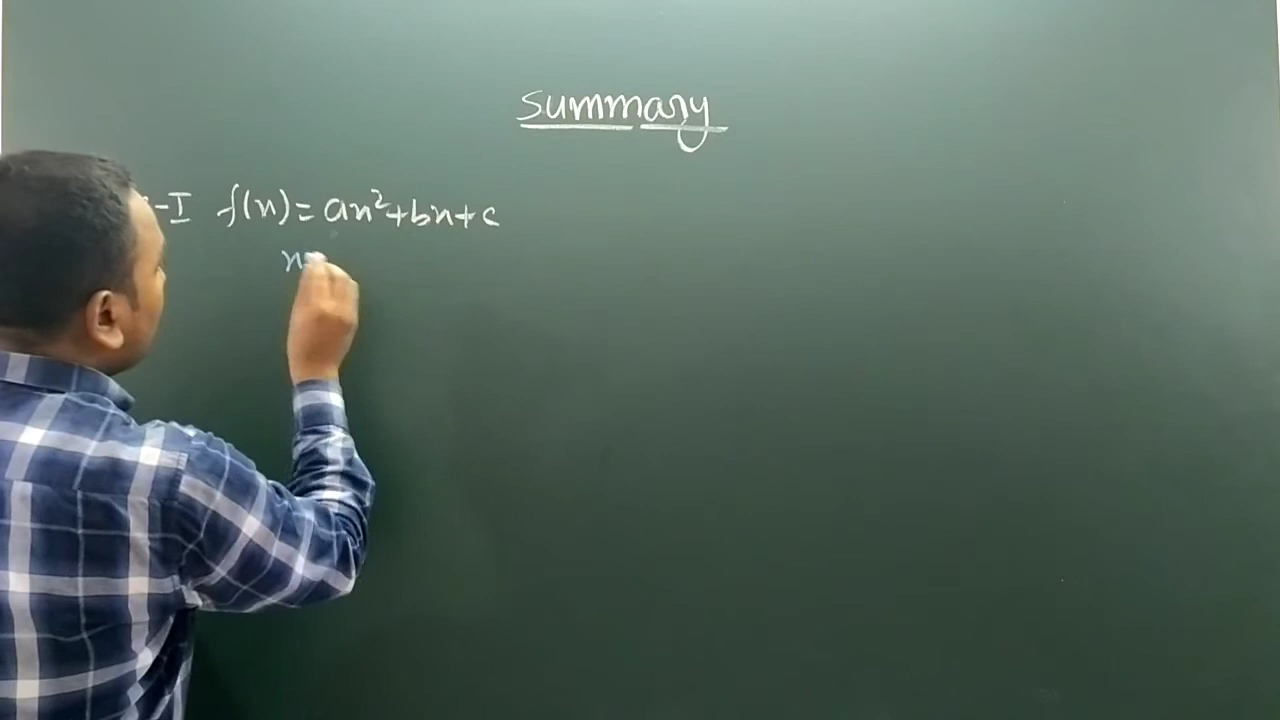 Summary
-I f(x) = ax²+bx+c
x=